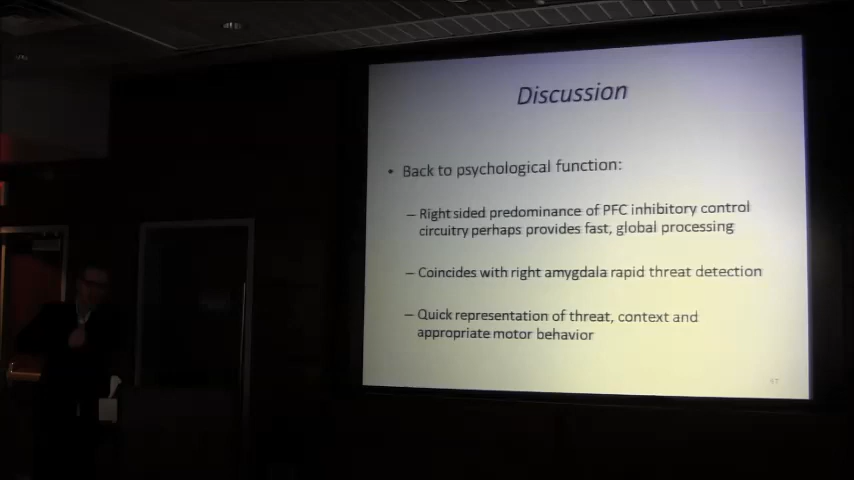 Discussion
• Back to psychological function:
– Right sided predominance of PFC inhibitory control
circuitry perhaps provides fast, global processing
– Coincides with right amygdala rapid threat detection
– Quick representation of threat, context and
appropriate motor behavior